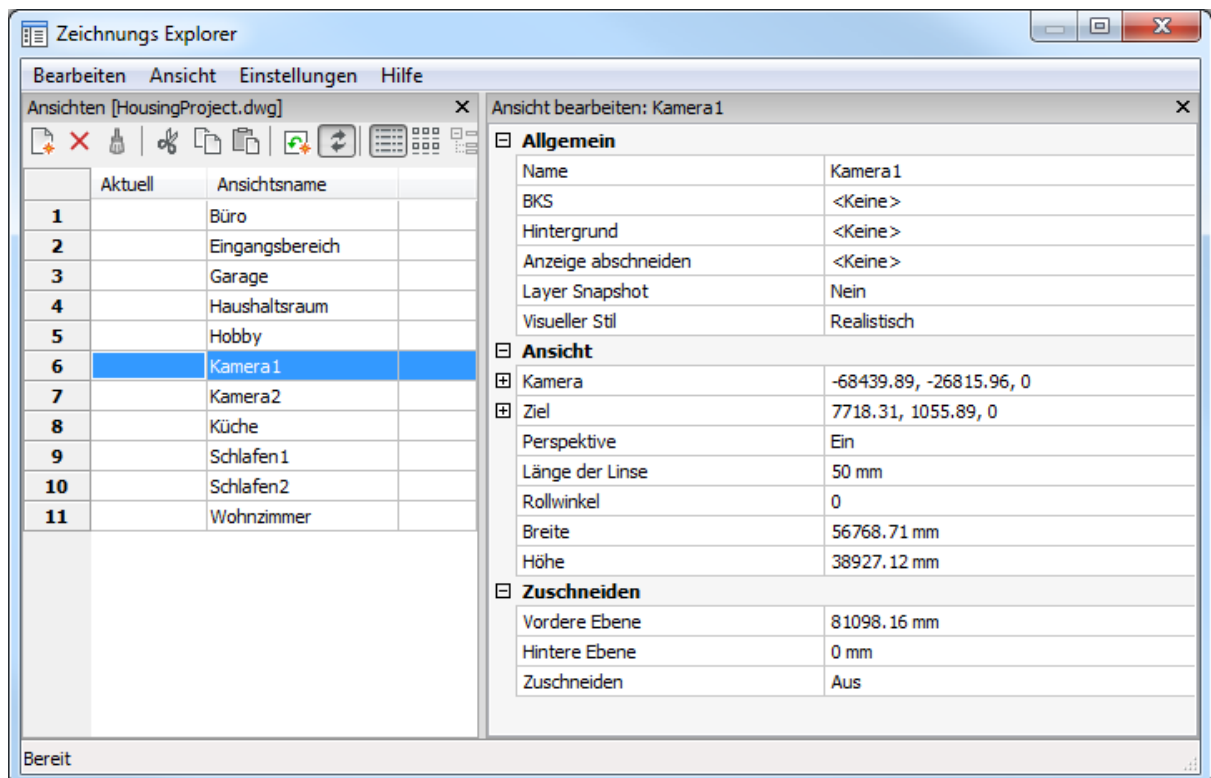 Zeichnungs Explorer
Bearbeiten Ansicht Einstellungen Hilfe
Ansichten [HousingProject.dwg]
Aktuell Ansichtsname
1 Büro
2 Eingangsbereich
3 Garage
4 Haushaltsraum
5 Hobby
6 Kamera1
7 Kamera2
8 Küche
9 Schlafen1
10 Schlafen2
11 Wohnzimmer
Ansicht bearbeiten: Kamera1
Allgemein
Name Kamera1
BKS <Keine>
Hintergrund <Keine>
Anzeige abschneiden <Keine>
Layer Snapshot Nein
Visueller Stil Realistisch
Ansicht
Kamera -68439.89, -26815.96, 0
Ziel 7718.31, 1055.89, 0
Perspektive Ein
Länge der Linse 50 mm
Rollwinkel 0
Breite 56768.71 mm
Höhe 38927.12 mm
Zuschneiden
Vordere Ebene 81098.16 mm
Hintere Ebene 0 mm
Zuschneiden Aus
Bereit